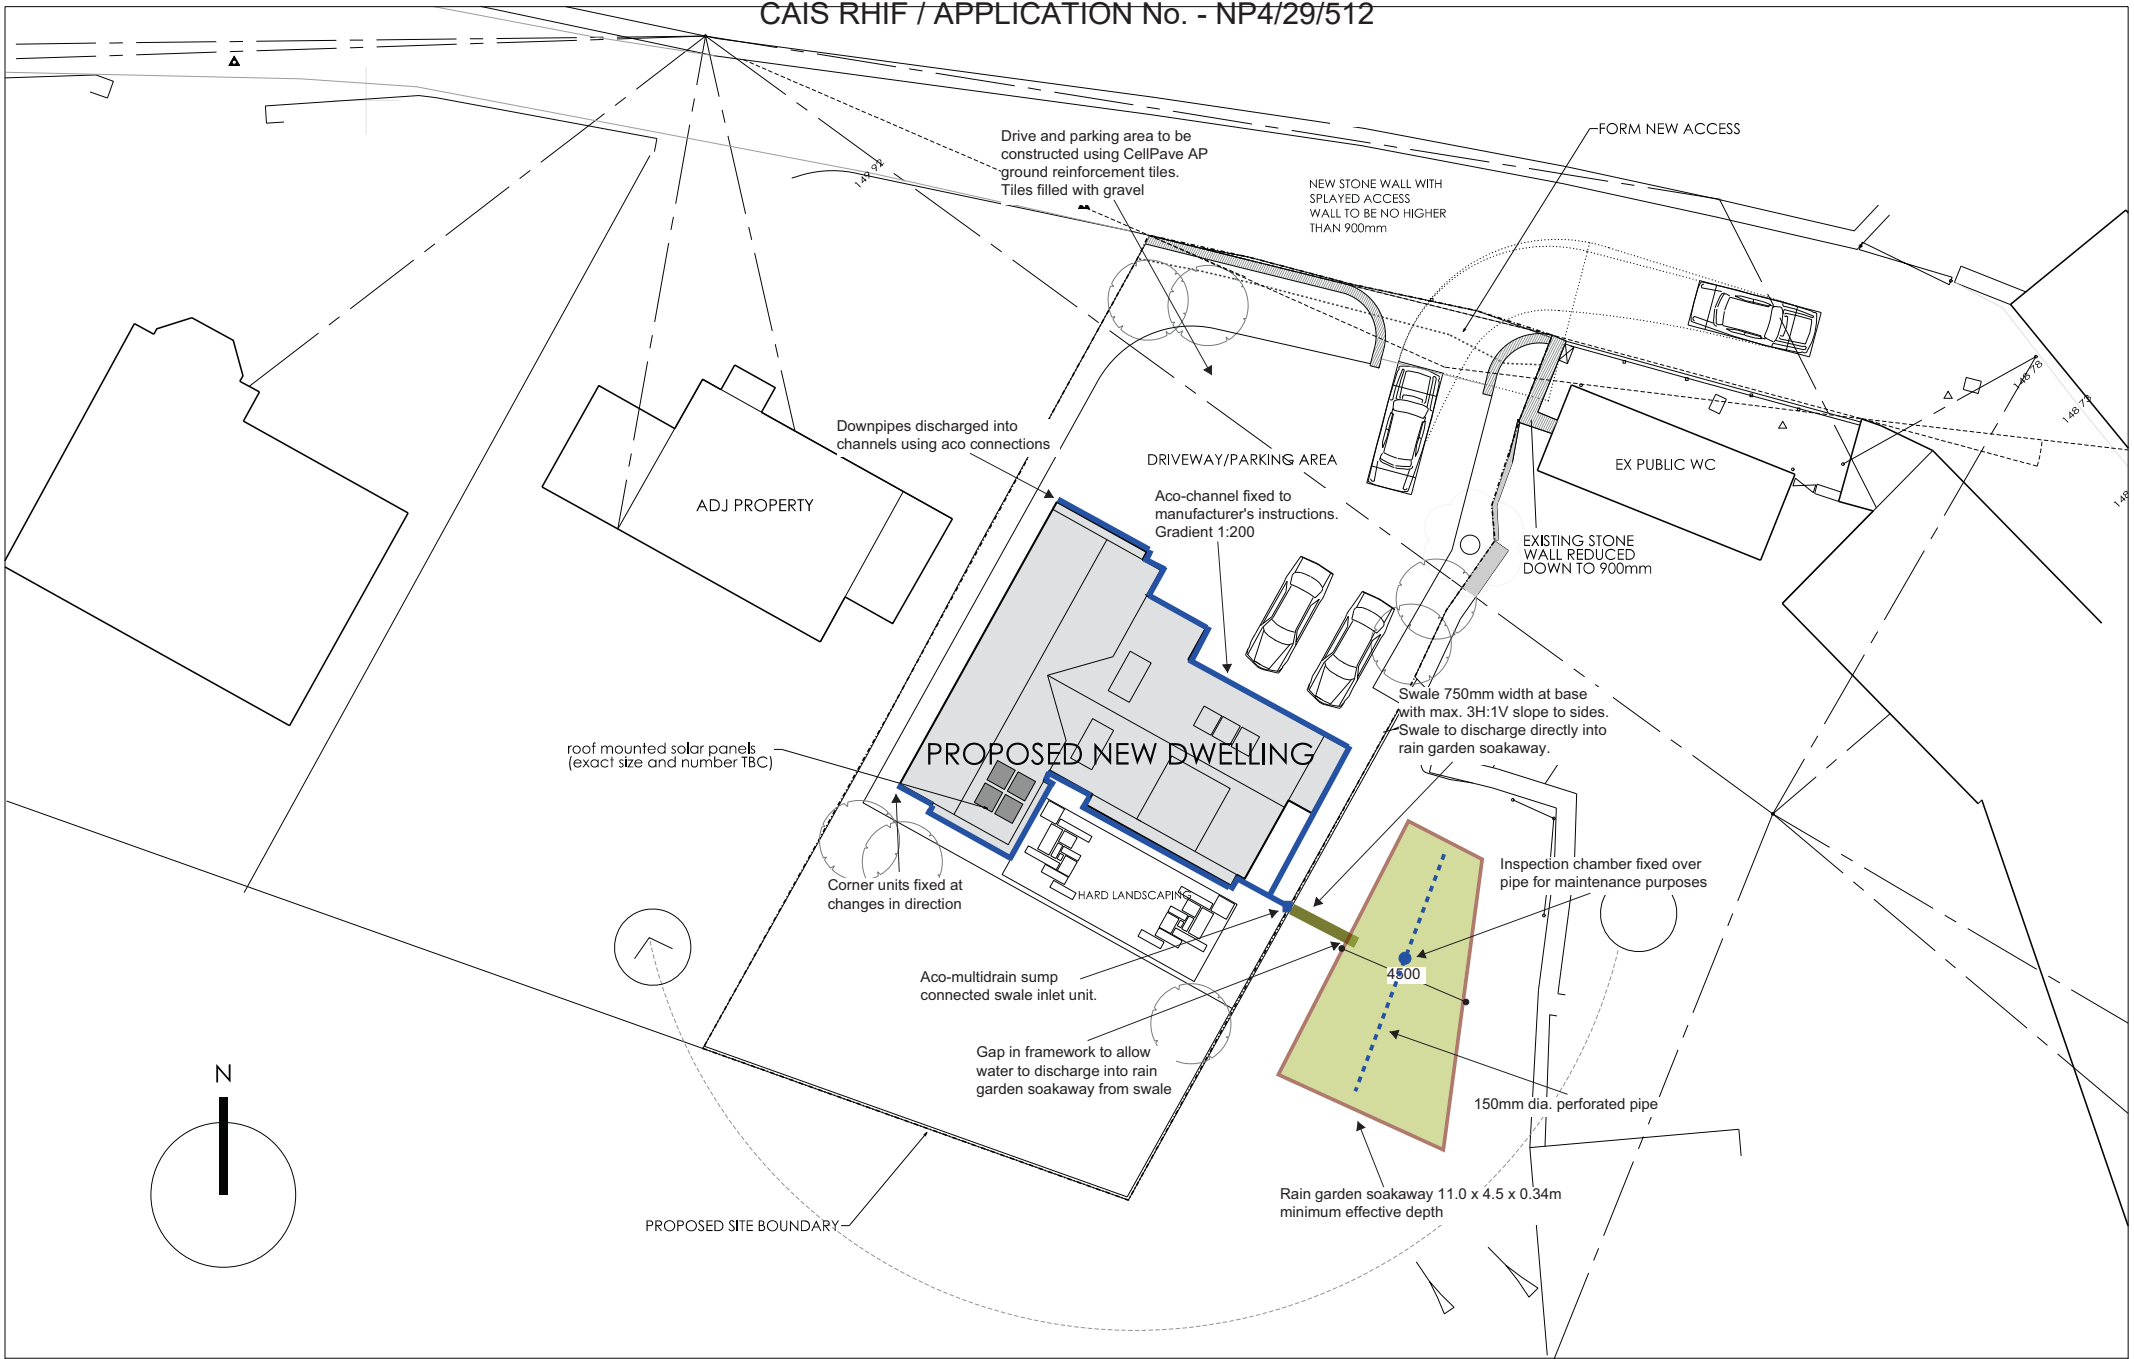 CAIS RHIF / APPLICATION No. - NP4/29/512
Drive and parking area to be
constructed using CellPave AP
ground reinforcement tiles.
Tiles filled with gravel
FORM NEW ACCESS
NEW STONE WALL WITH
SPLAYED ACCESS
WALL TO BE NO HIGHER
THAN 900mm
149.92
148.78
148.73
148
Downpipes discharged into
channels using aco connections
DRIVEWAY/PARKING AREA
EX PUBLIC WC
ADJ PROPERTY
Aco-channel fixed to
manufacturer's instructions.
Gradient 1:200
EXISTING STONE
WALL REDUCED
DOWN TO 900mm
Swale 750mm width at base
with max. 3H:1V slope to sides.
Swale to discharge directly into
rain garden soakaway.
roof mounted solar panels
(exact size and number TBC)
PROPOSED NEW DWELLING
Inspection chamber fixed over
pipe for maintenance purposes
Corner units fixed at
changes in direction
HARD LANDSCAPING
Aco-multidrain sump
connected swale inlet unit.
4500
Gap in framework to allow
water to discharge into rain
garden soakaway from swale
N
150mm dia. perforated pipe
Rain garden soakaway 11.0 x 4.5 x 0.34m
minimum effective depth
PROPOSED SITE BOUNDARY